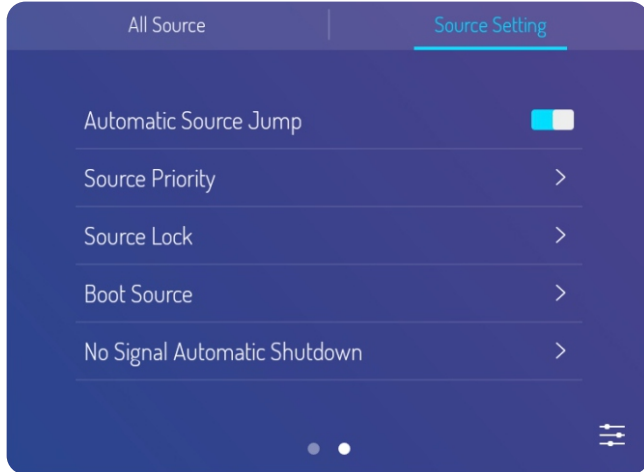 All Source
Source Setting
Automatic Source Jump
Source Priority
Source Lock
Boot Source
No Signal Automatic Shutdown